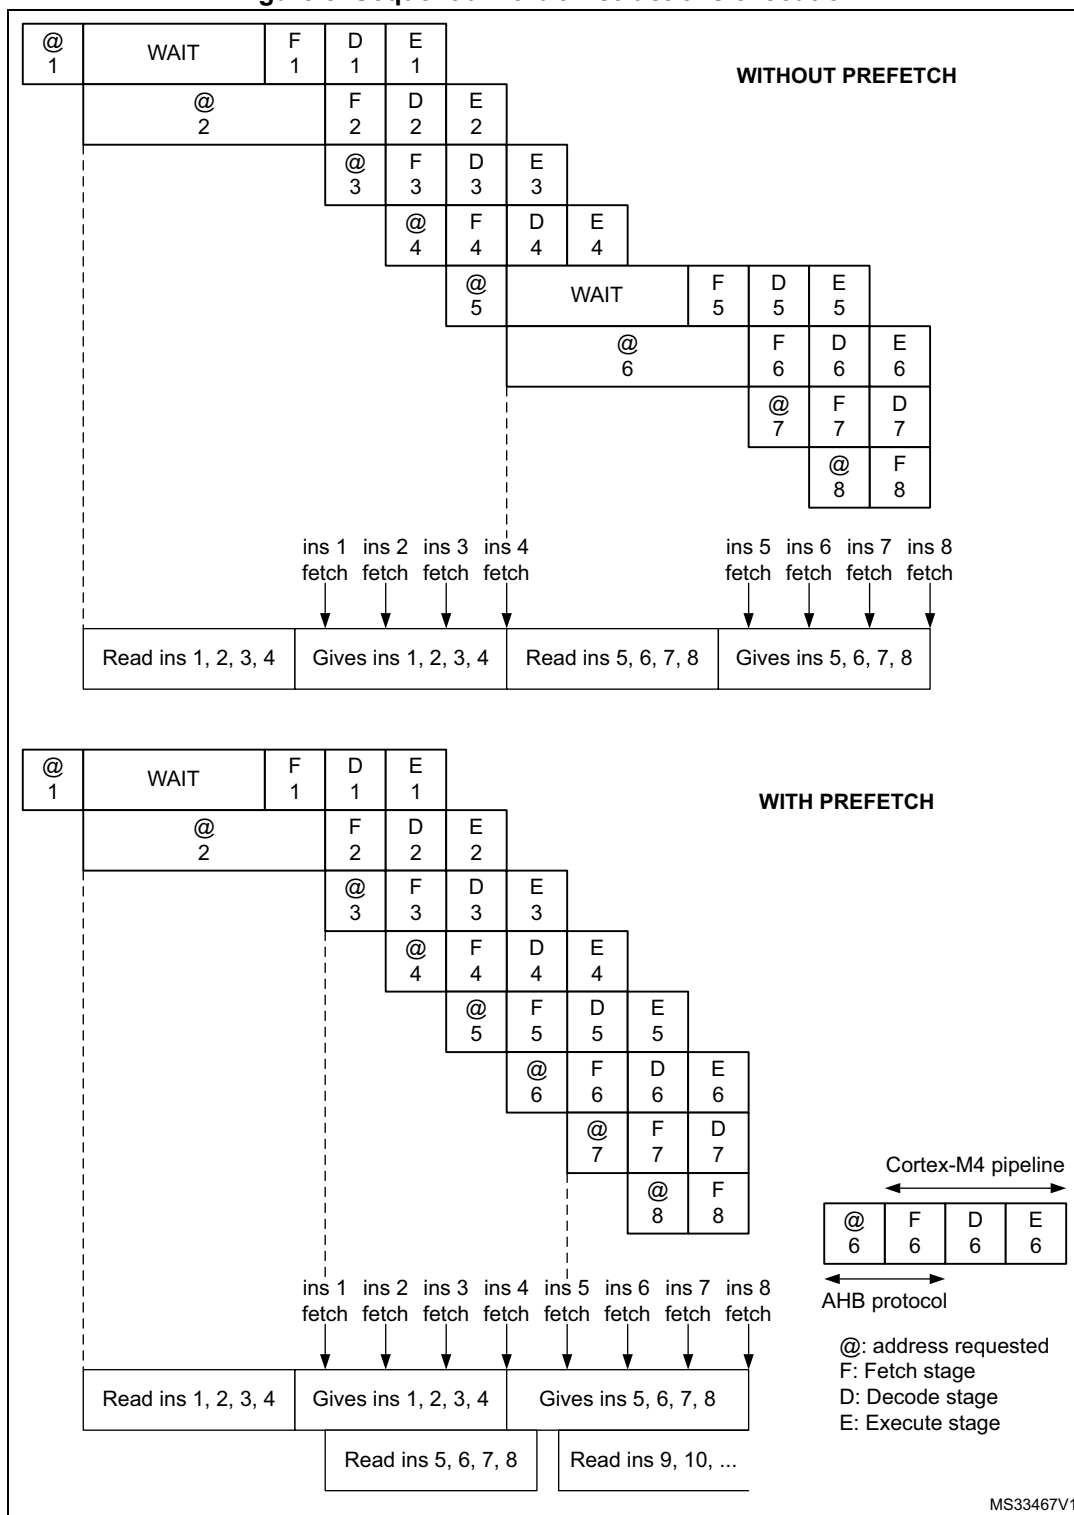 @ WAIT F D E
1 1 1 1
WITHOUT PREFETCH
@ F D E
2 2 2 2
@ F D E
3 3 3 3
@ F D E
4 4 4 4
@ WAIT F D E
5 5 5 5
@ F D E
6 6 6 6
@ F D
7 7 7
@ F
8 8
ins 1 ins 2 ins 3 ins 4 ins 5 ins 6 ins 7 ins 8
fetch fetch fetch fetch fetch fetch fetch fetch
Read ins 1, 2, 3, 4 Gives ins 1, 2, 3, 4 Read ins 5, 6, 7, 8 Gives ins 5, 6, 7, 8
@ WAIT F D E
1 1 1 1
WITH PREFETCH
@ F D E
2 2 2 2
@ F D E
3 3 3 3
@ F D E
4 4 4 4
@ F D E
5 5 5 5
@ F D E
6 6 6 6
@ F D
7 7 7
@ F
8 8
Cortex-M4 pipeline
@ F D E
6 6 6 6
AHB protocol
@: address requested
F: Fetch stage
D: Decode stage
E: Execute stage
ins 1 ins 2 ins 3 ins 4 ins 5 ins 6 ins 7 ins 8
fetch fetch fetch fetch fetch fetch fetch fetch
Read ins 1, 2, 3, 4 Gives ins 1, 2, 3, 4 Gives ins 5, 6, 7, 8
Read ins 5, 6, 7, 8 Read ins 9, 10, ...
MS33467V1